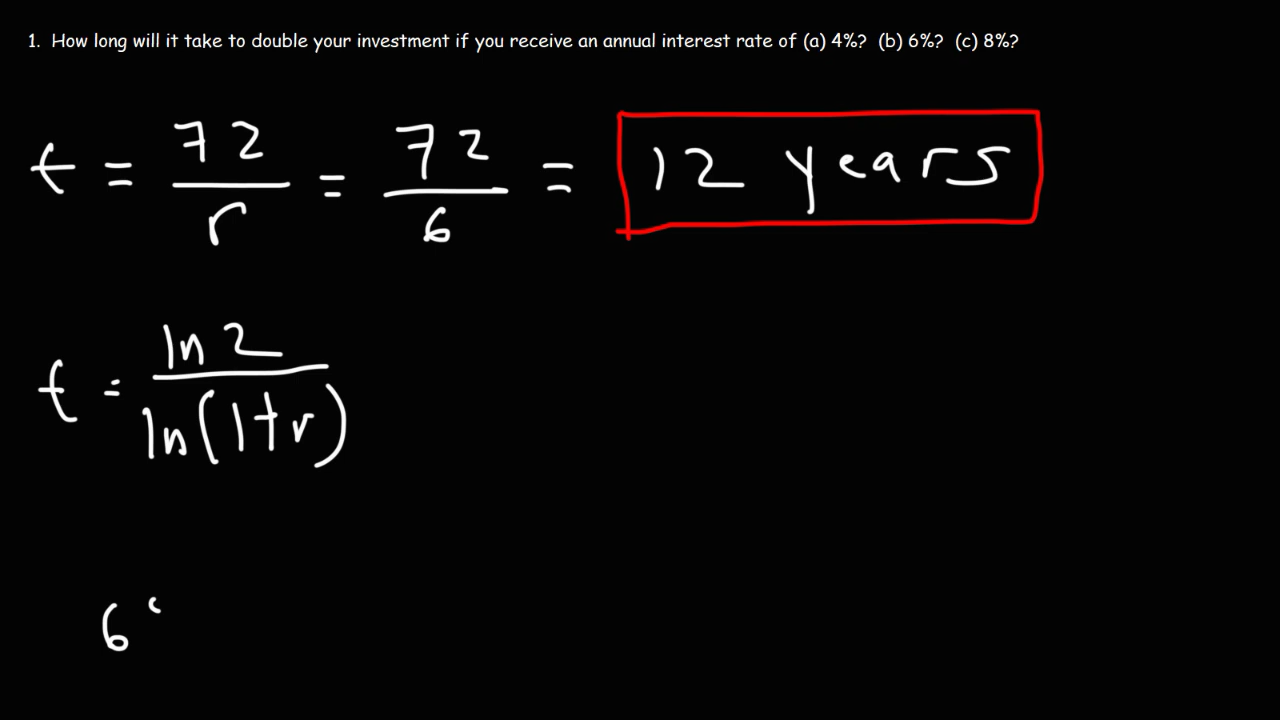 1. How long will it take to double your investment if you receive an annual interest rate of (a) 4%? (b) 6%? (c) 8%?
t = 72/r = 72/6 = 12 years
t = ln 2/ln(1+r)
6